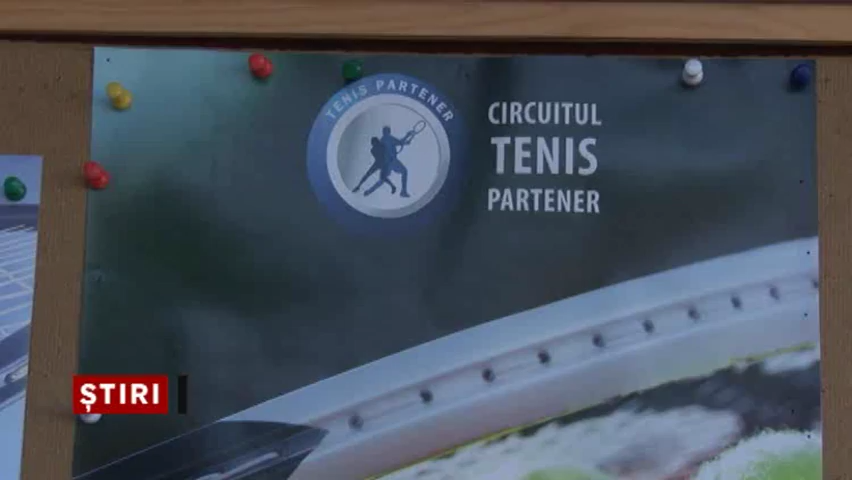 TENIS PARTENER
CIRCUITUL
TENIS
PARTENER
ȘTIRI